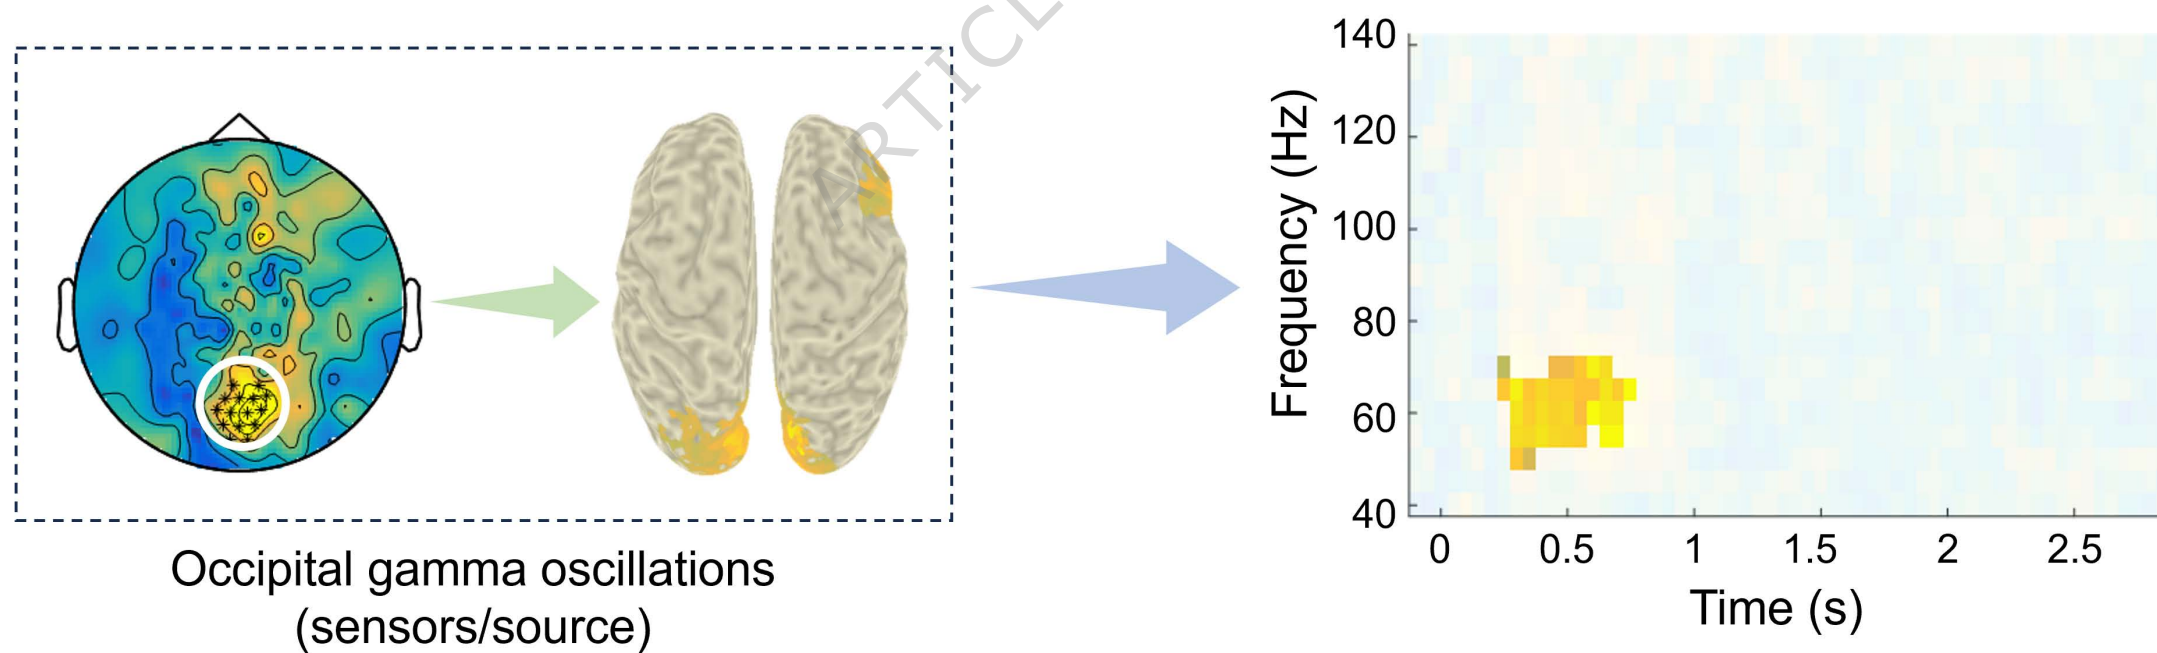 ARTICL
Occipital gamma oscillations
(sensors/source)
Frequency (Hz)
140
120
100
80
60
40
0 0.5 1 1.5 2 2.5
Time (s)